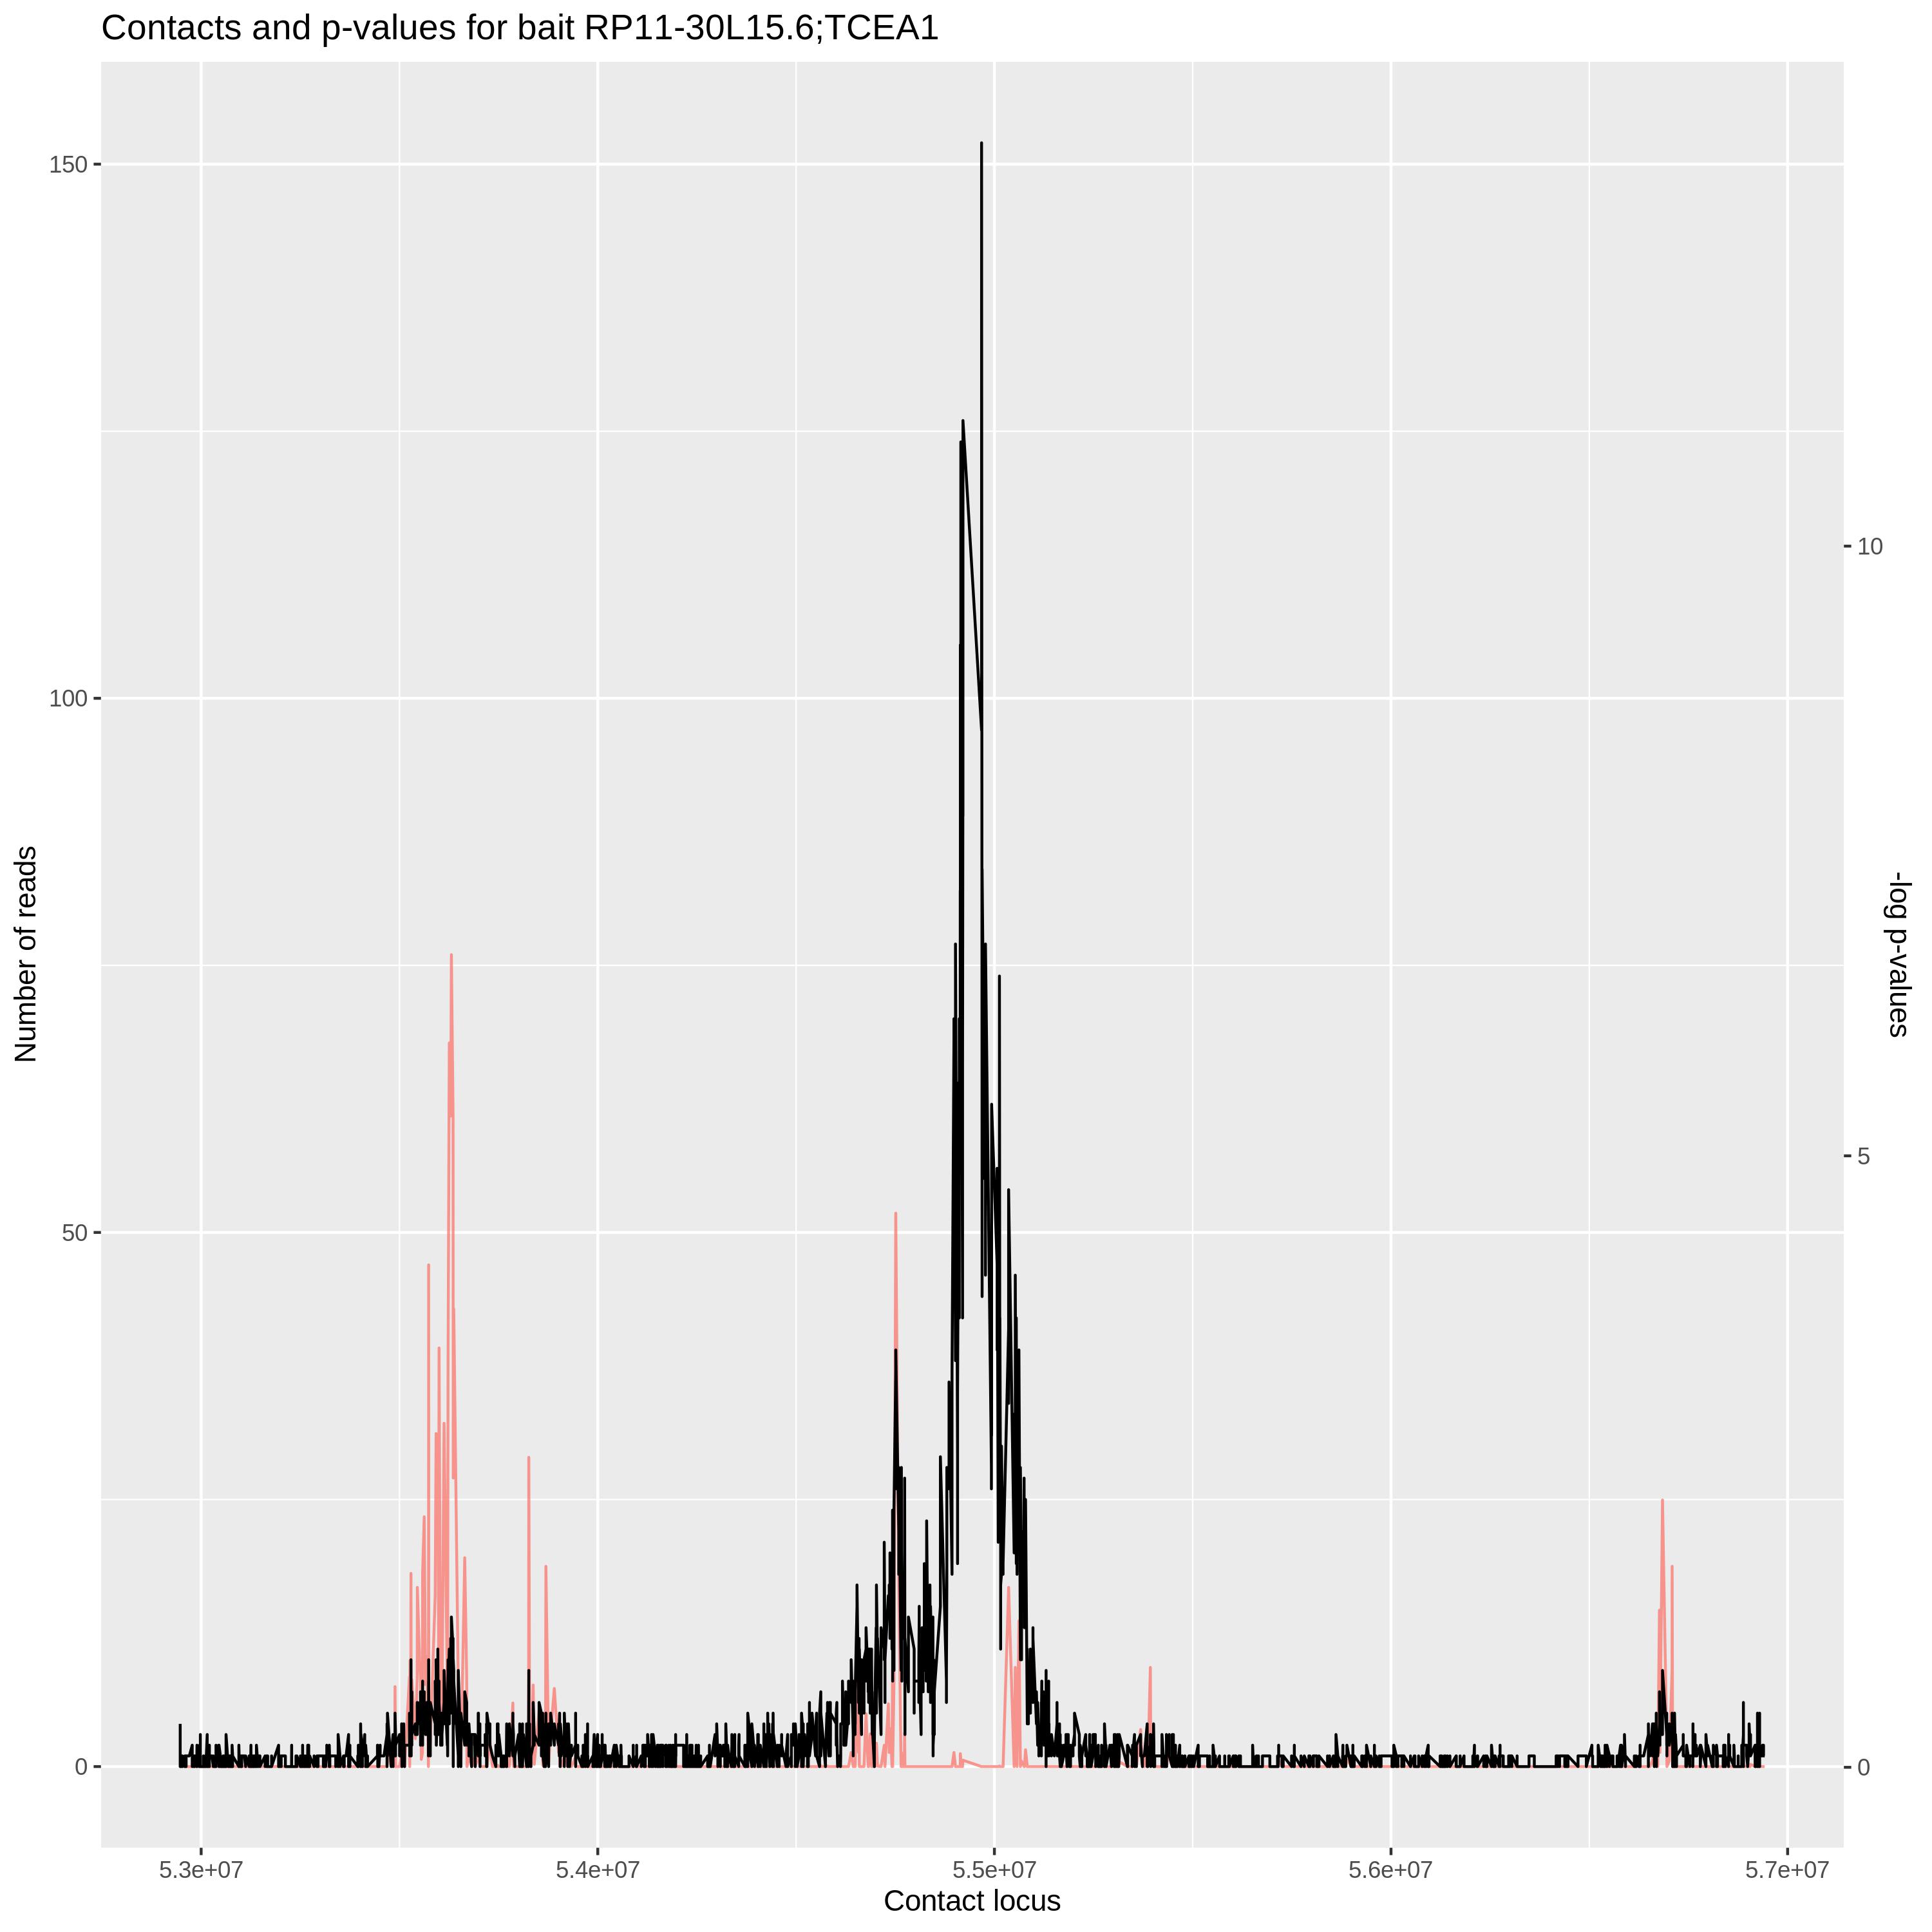 Contacts and p-values for bait RP11-30L15.6;TCEA1
150
100
50
0
Number of reads
10
5
0
-log p-values
5.3e+07
5.4e+07
5.5e+07
5.6e+07
5.7e+07
Contact locus